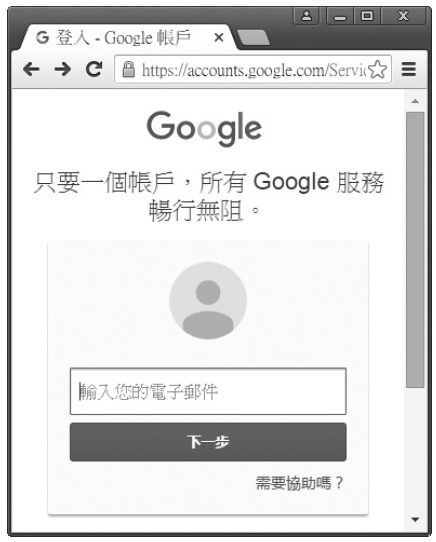 G 登入 - Google 帳戶
https://accounts.google.com/Servic
Google
只要一個帳戶，所有 Google 服務
暢行無阻。
輸入您的電子郵件
下一步
需要協助嗎？